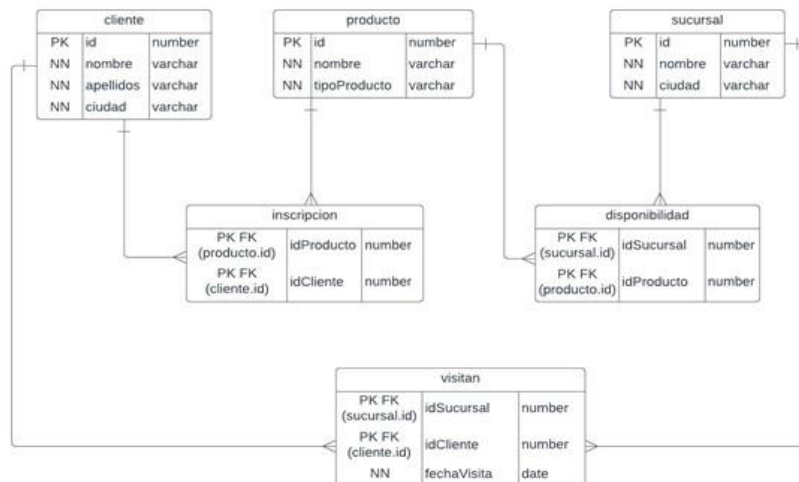 cliente
PK id number
NN nombre varchar
NN apellidos varchar
NN ciudad varchar
producto
PK id number
NN nombre varchar
NN tipoProducto varchar
sucursal
PK id number
NN nombre varchar
NN ciudad varchar
inscripcion
PK FK
(producto.id) idProducto number
PK FK
(cliente.id) idCliente number
disponibilidad
PK FK
(sucursal.id) idSucursal number
PK FK
(producto.id) idProducto number
visitan
PK FK
(sucursal.id) idSucursal number
PK FK
(cliente.id) idCliente number
NN fechaVisita date